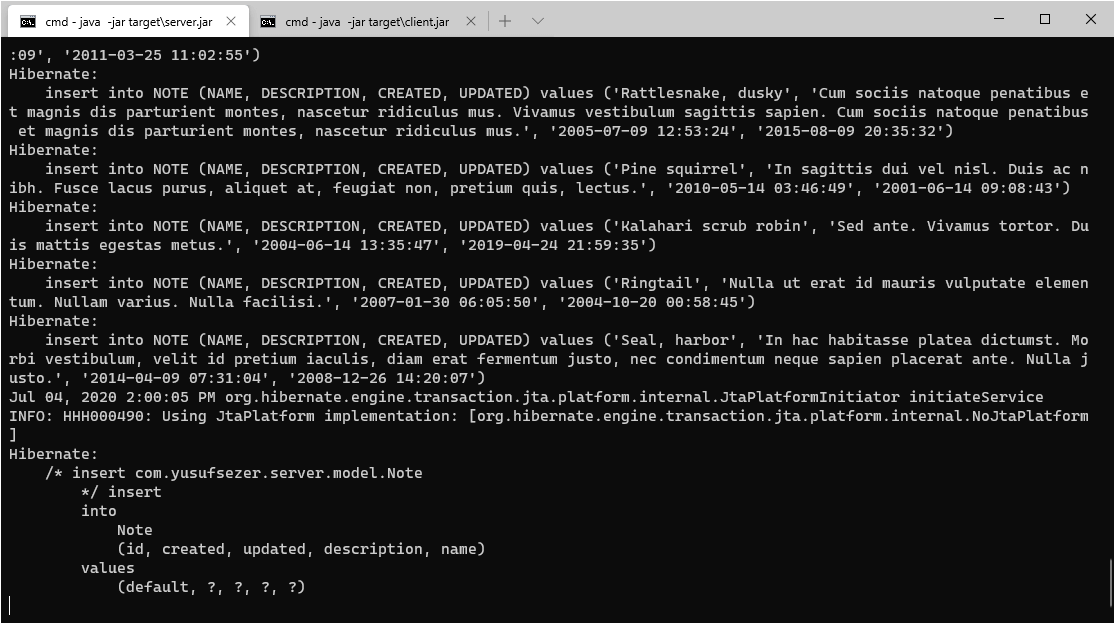 cmd - java  -jar target\server.jar
cmd - java  -jar target\client.jar
:09', '2011-03-25 11:02:55')
Hibernate:
    insert into NOTE (NAME, DESCRIPTION, CREATED, UPDATED) values ('Rattlesnake, dusky', 'Cum sociis natoque penatibus e
t magnis dis parturient montes, nascetur ridiculus mus. Vivamus vestibulum sagittis sapien. Cum sociis natoque penatibus
 et magnis dis parturient montes, nascetur ridiculus mus.', '2005-07-09 12:53:24', '2015-08-09 20:35:32')
Hibernate:
    insert into NOTE (NAME, DESCRIPTION, CREATED, UPDATED) values ('Pine squirrel', 'In sagittis dui vel nisl. Duis ac n
ibh. Fusce lacus purus, aliquet at, feugiat non, pretium quis, lectus.', '2010-05-14 03:46:49', '2001-06-14 09:08:43')
Hibernate:
    insert into NOTE (NAME, DESCRIPTION, CREATED, UPDATED) values ('Kalahari scrub robin', 'Sed ante. Vivamus tortor. Du
is mattis egestas metus.', '2004-06-14 13:35:47', '2019-04-24 21:59:35')
Hibernate:
    insert into NOTE (NAME, DESCRIPTION, CREATED, UPDATED) values ('Ringtail', 'Nulla ut erat id mauris vulputate elemen
tum. Nullam varius. Nulla facilisi.', '2007-01-30 06:05:50', '2004-10-20 00:58:45')
Hibernate:
    insert into NOTE (NAME, DESCRIPTION, CREATED, UPDATED) values ('Seal, harbor', 'In hac habitasse platea dictumst. Mo
rbi vestibulum, velit id pretium iaculis, diam erat fermentum justo, nec condimentum neque sapien placerat ante. Nulla j
usto.', '2014-04-09 07:31:04', '2008-12-26 14:20:07')
Jul 04, 2020 2:00:05 PM org.hibernate.engine.transaction.jta.platform.internal.JtaPlatformInitiator initiateService
INFO: HHH000490: Using JtaPlatform implementation: [org.hibernate.engine.transaction.jta.platform.internal.NoJtaPlatform
]
Hibernate:
    /* insert com.yusufsezer.server.model.Note
        */ insert
        into
            Note
            (id, created, updated, description, name)
        values
            (default, ?, ?, ?, ?)